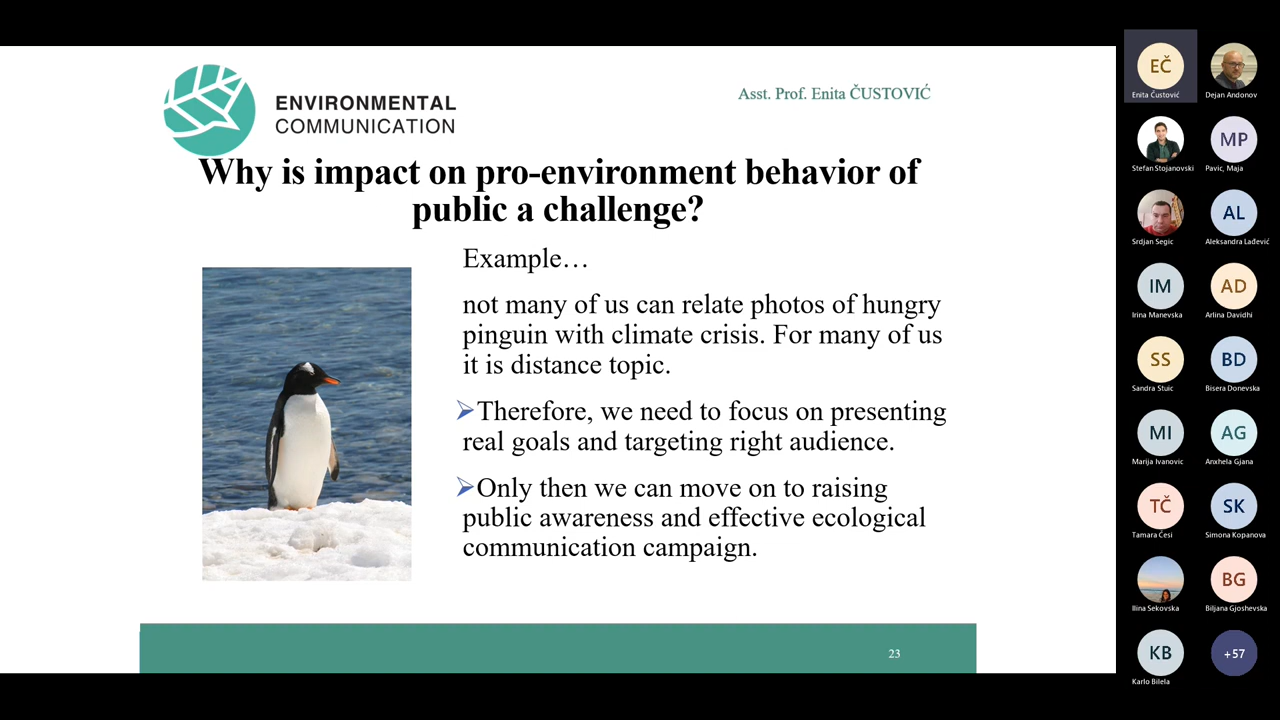 ENVIRONMENTAL
COMMUNICATION
Asst. Prof. Enita ČUSTOVIĆ
Why is impact on pro-environment behavior of
public a challenge?
Example…
not many of us can relate photos of hungry
pinguin with climate crisis. For many of us
it is distance topic.
➢Therefore, we need to focus on presenting
real goals and targeting right audience.
➢Only then we can move on to raising
public awareness and effective ecological
communication campaign.
23
EČ
Enita Čustović
Dejan Andonov
Stefan Stojanovski
MP
Pavic, Maja
Srdjan Segic
AL
Aleksandra Lađević
IM
Irina Manevska
AD
Arlina Davidhi
SS
Sandra Stuic
BD
Bisera Donevska
MI
Marija Ivanovic
AG
Anxhela Gjana
TČ
Tamara Cesi
SK
Simona Kopanova
Ilina Sekovska
BG
Biljana Gjoshevska
KB
Karlo Bilela
+57